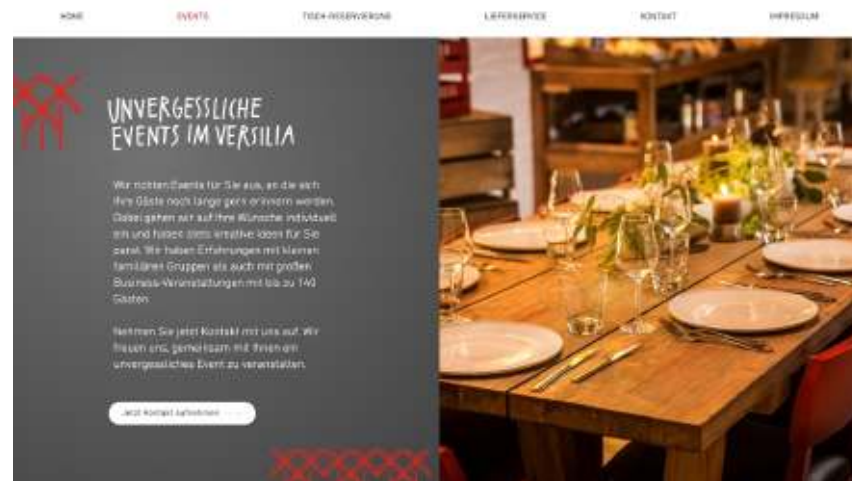 HOME
EVENTS
TISCH-RESERVIERUNG
LIEFERSERVICE
KONTAKT
IMPRESSUM
UNVERGESSLICHE
EVENTS IM VERSILIA
Wir richten Events für Sie aus, an die sich
Ihre Gäste noch lange gern erinnern werden.
Dabei gehen wir auf Ihre Wünsche individuell
ein und haben stets kreative Ideen für Sie
parat. Wir haben Erfahrungen mit kleinen
familiären Gruppen als auch mit großen
Business-Veranstaltungen mit bis zu 140
Gästen.
Nehmen Sie jetzt Kontakt mit uns auf. Wir
freuen uns, gemeinsam mit Ihnen ein
unvergessliches Event zu veranstalten.
Jetzt Kontakt aufnehmen